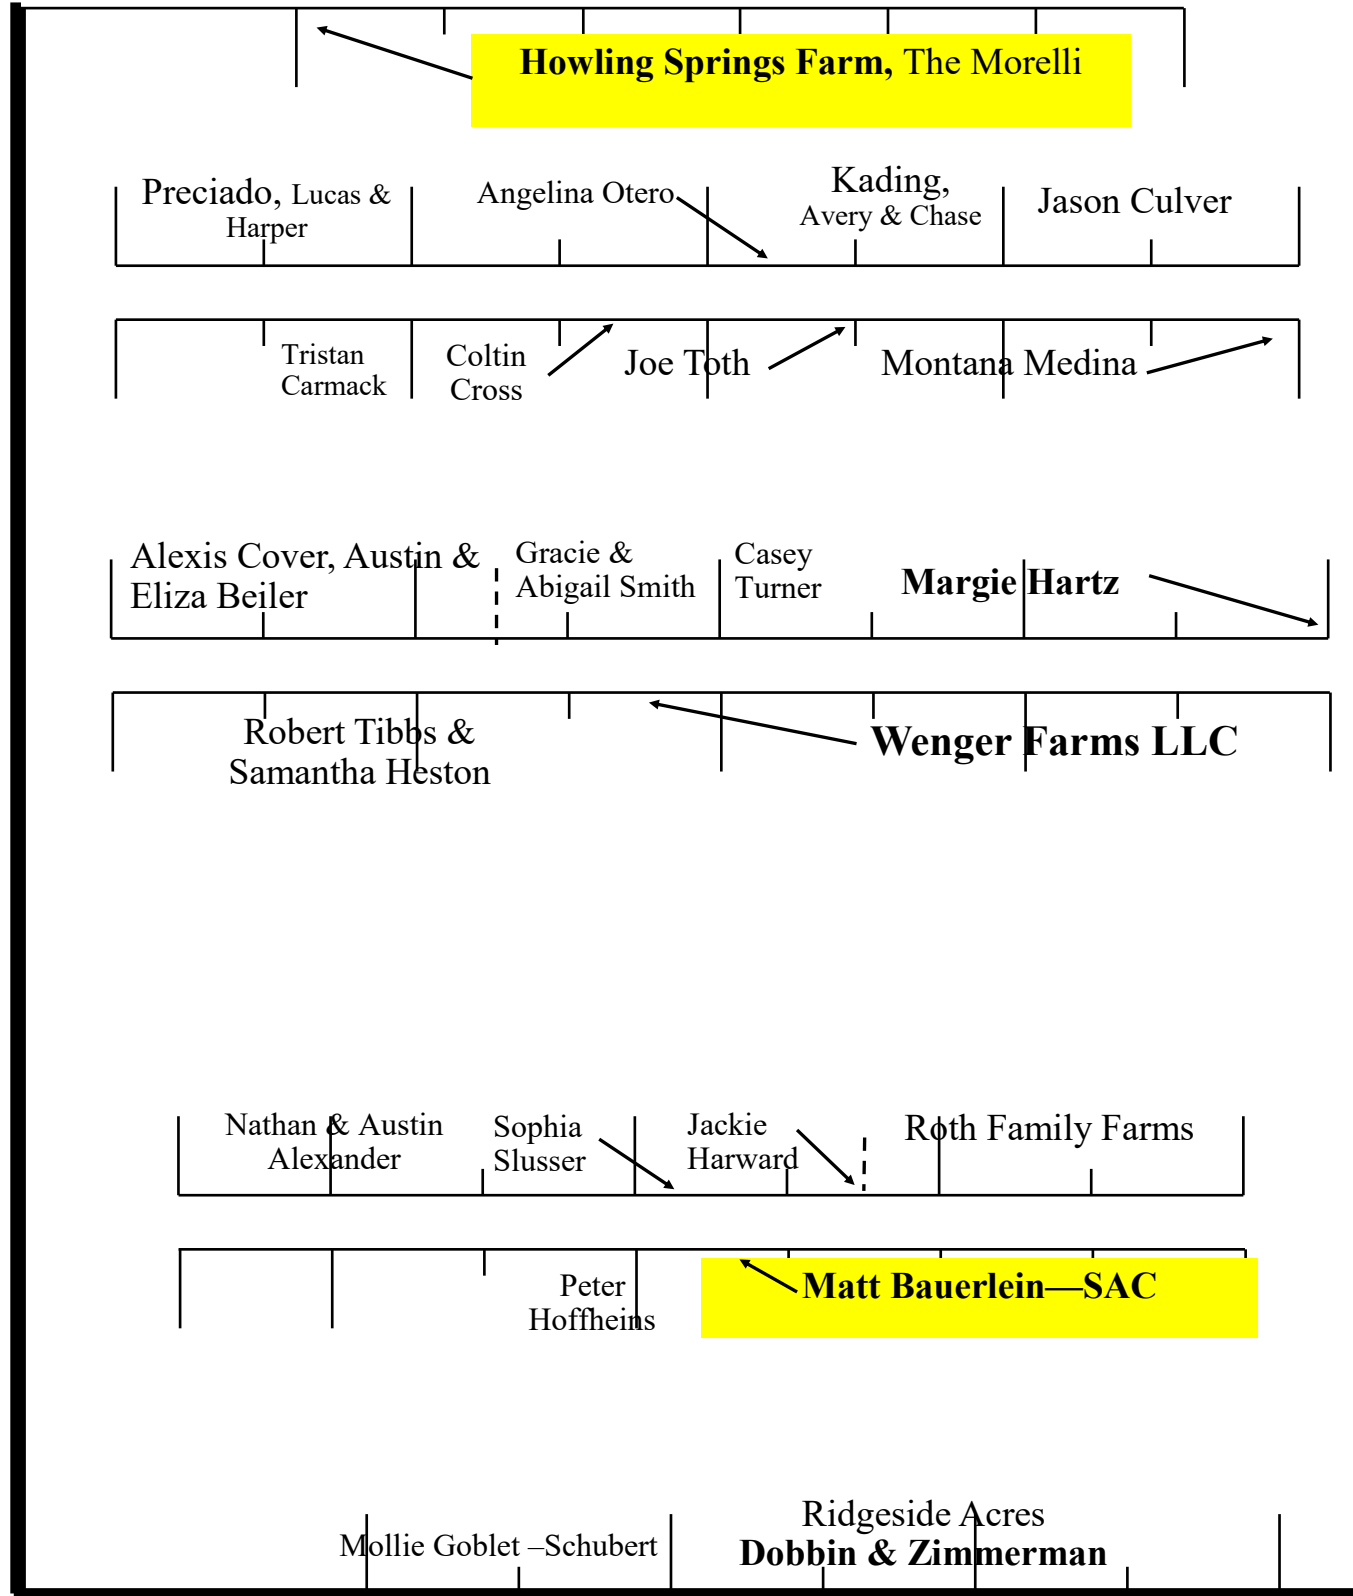 Howling Springs Farm, The Morelli
Preciado, Lucas &
Harper
Angelina Otero
Kading,
Avery & Chase
Jason Culver
Tristan
Carmack
Coltin
Cross
Joe Toth
Montana Medina
Alexis Cover, Austin &
Eliza Beiler
Gracie &
Abigail Smith
Casey
Turner
Margie Hartz
Robert Tibbs &
Samantha Heston
Wenger Farms LLC
Nathan & Austin
Alexander
Sophia
Slusser
Jackie
Harward
Roth Family Farms
Peter
Hoffheins
Matt Bauerlein—SAC
Mollie Goblet –Schubert
Ridgeside Acres
Dobbin & Zimmerman